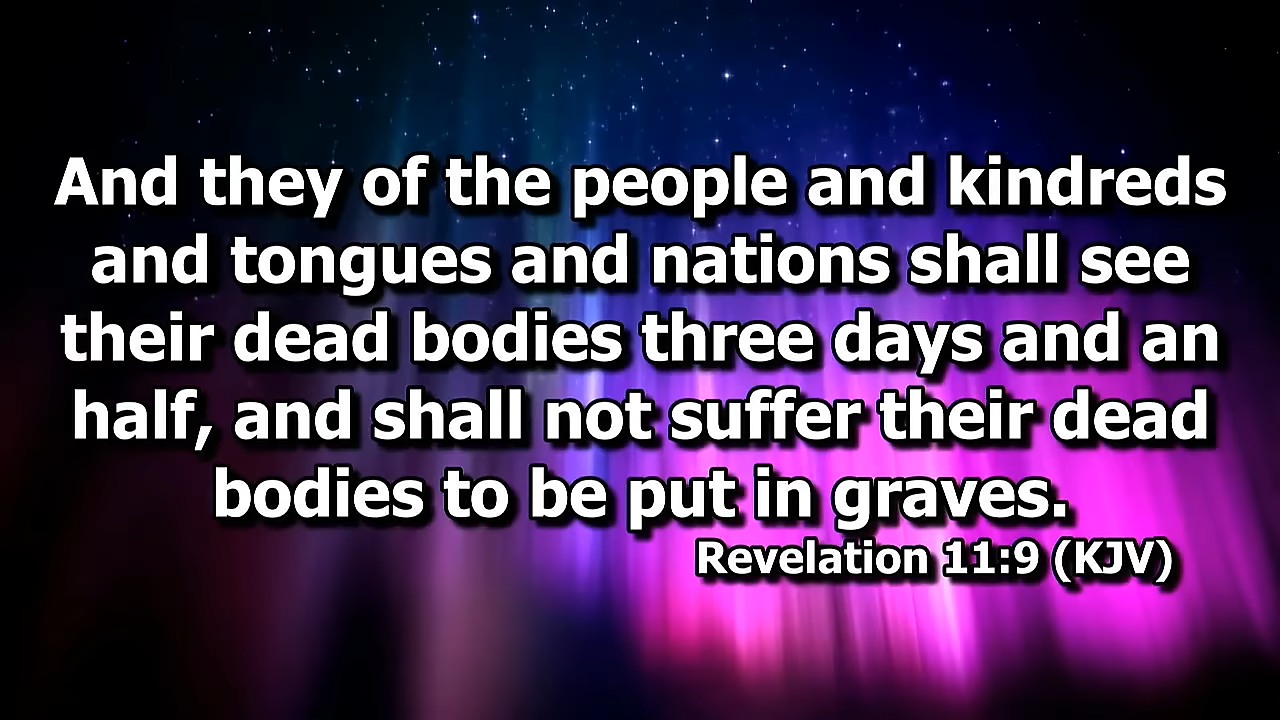 And they of the people and kindreds
and tongues and nations shall see
their dead bodies three days and an
half, and shall not suffer their dead
bodies to be put in graves.
Revelation 11:9 (KJV)